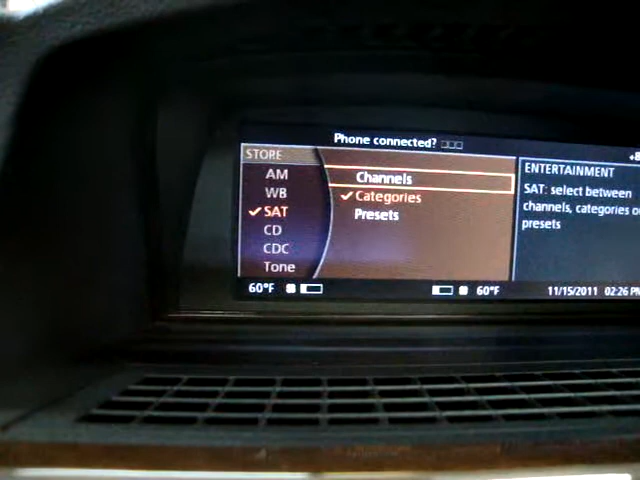 Phone connected?
STORE
AM
WB
SAT
CD
CDC
Tone
Channels
Categories
Presets
ENTERTAINMENT
SAT: select between
channels, categories
presets
60°F
60°F
11/15/2011 02:26